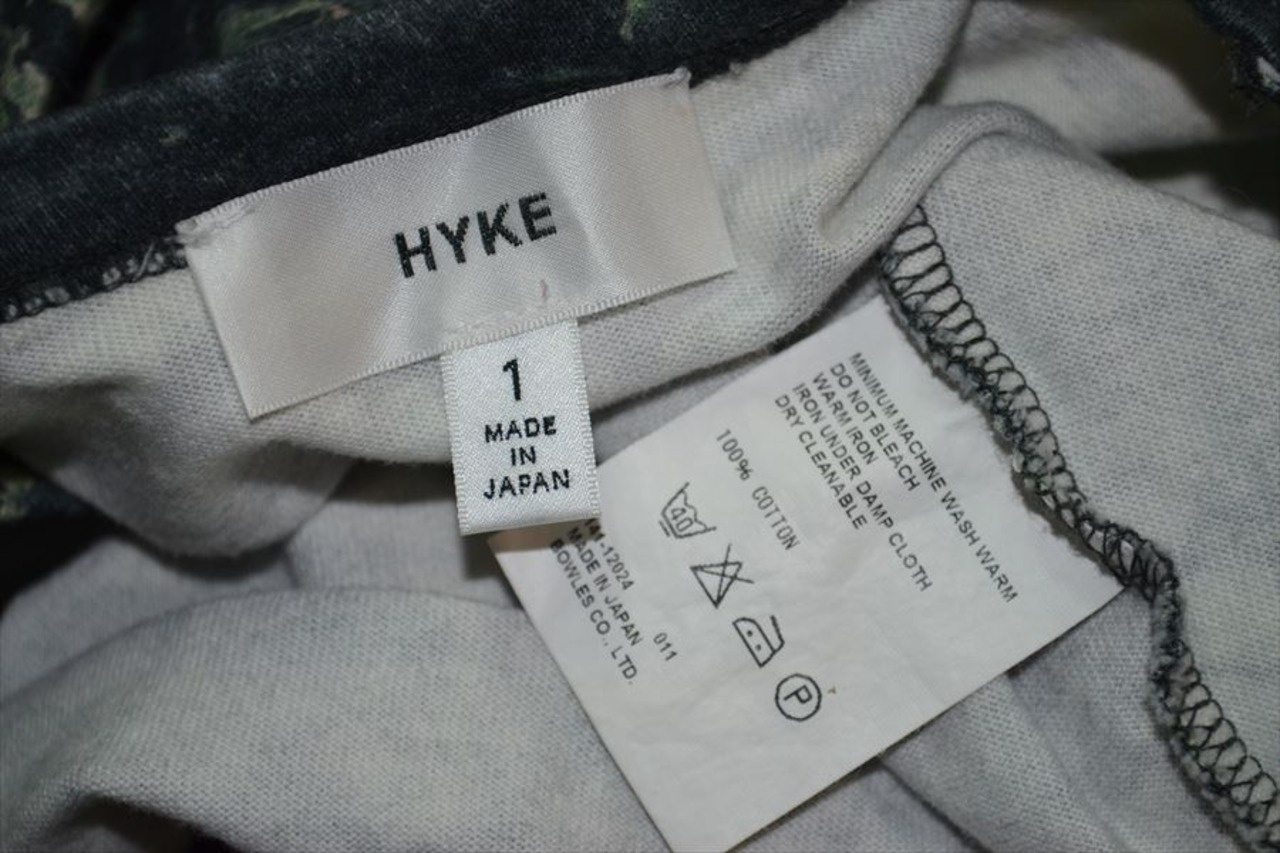 HYKE
1
MADE
IN
JAPAN
MINIMUM MACHINE WASH WARM
DO NOT BLEACH
WARM IRON
IRON UNDER DAMP CLOTH
DRY CLEANABLE
100% COTTON
40
P
12024
MADE IN JAPAN 011
BOWLES CO., LTD.